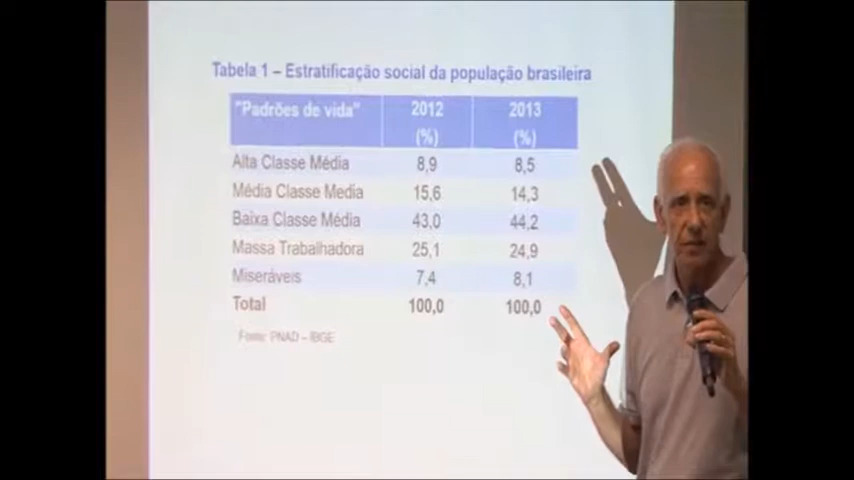 Tabela 1 – Estratificação social da população brasileira
"Padrões de vida" 2012 (%) 2013 (%)
Alta Classe Média 8,9 8,5
Média Classe Media 15,6 14,3
Baixa Classe Média 43,0 44,2
Massa Trabalhadora 25,1 24,9
Miseráveis 7,4 8,1
Total 100,0 100,0
Fonte: PNAD – IBGE